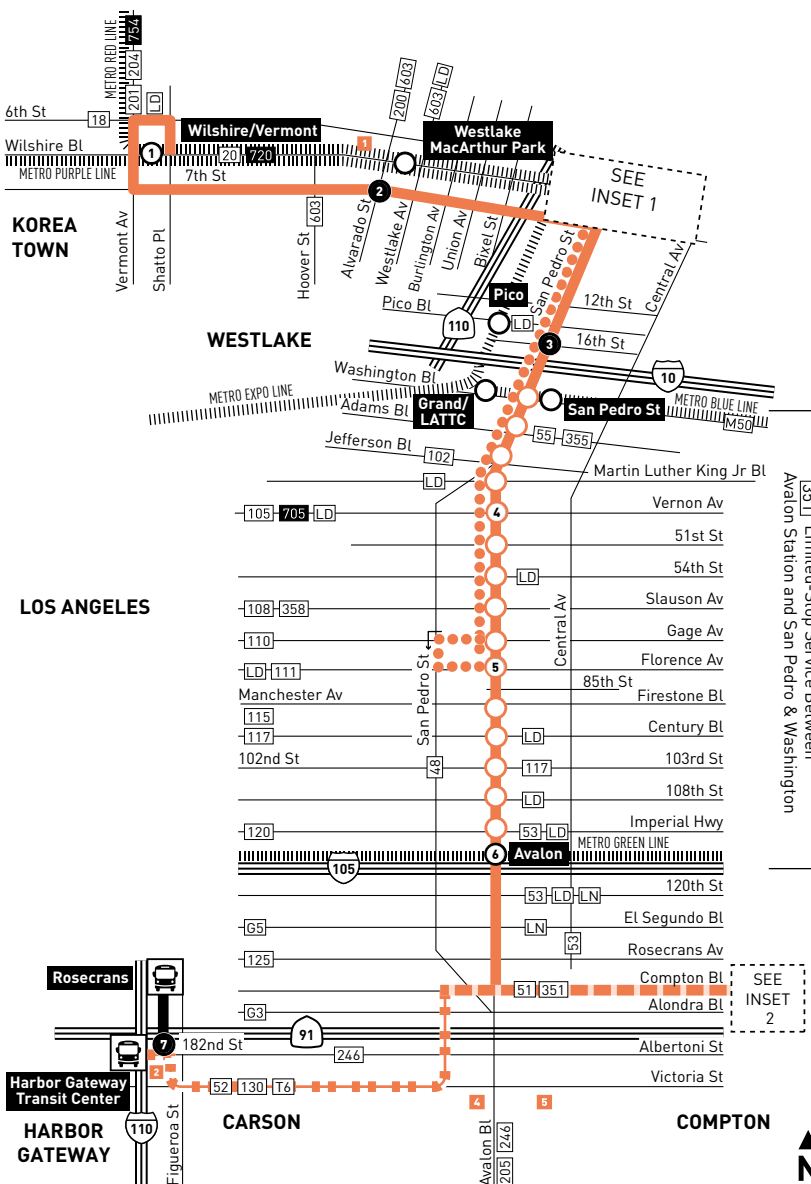 METRO RED LINE
754
204
201
LD
200
603
603
LD
6th St
18
Wilshire/Vermont
1
Westlake
MacArthur Park
Wilshire Bl
1
20
720
METRO PURPLE LINE
7th St
2
SEE
INSET 1
KOREA
TOWN
Vermont Av
Shatto Pl
Hoover St
603
Alvarado St
Westlake Av
Burlington Av
Union Av
Bixel St
San Pedro St
Central Av
Pico
Pico Bl
LD
12th St
110
16th St
3
WESTLAKE
Washington Bl
10
METRO EXPO LINE
Grand/
LATTC
San Pedro St
METRO BLUE LINE
M50
Adams Bl
55
355
Jefferson Bl
102
Martin Luther King Jr Bl
LD
105
705
LD
4
Vernon Av
51st St
54th St
LD
351 Limited-Stop Service Between
Avalon Station and San Pedro & Washington
LOS ANGELES
108
358
Slauson Av
110
Gage Av
Central Av
San Pedro St
LD
111
5
Florence Av
85th St
Manchester Av
Firestone Bl
115
117
LD
Century Bl
102nd St
48
117
103rd St
LD
108th St
120
53
LD
Imperial Hwy
METRO GREEN LINE
6
Avalon
105
120th St
53
LD
LN
G5
LN
El Segundo Bl
53
125
Rosecrans Av
Rosecrans
Compton Bl
51
351
SEE
INSET
2
G3
Alondra Bl
91
7
182nd St
246
Albertoni St
2
Harbor Gateway
Transit Center
52
130
T6
Victoria St
4
5
110
HARBOR
GATEWAY
Figueroa St
CARSON
Avalon Bl
205
246
COMPTON
N